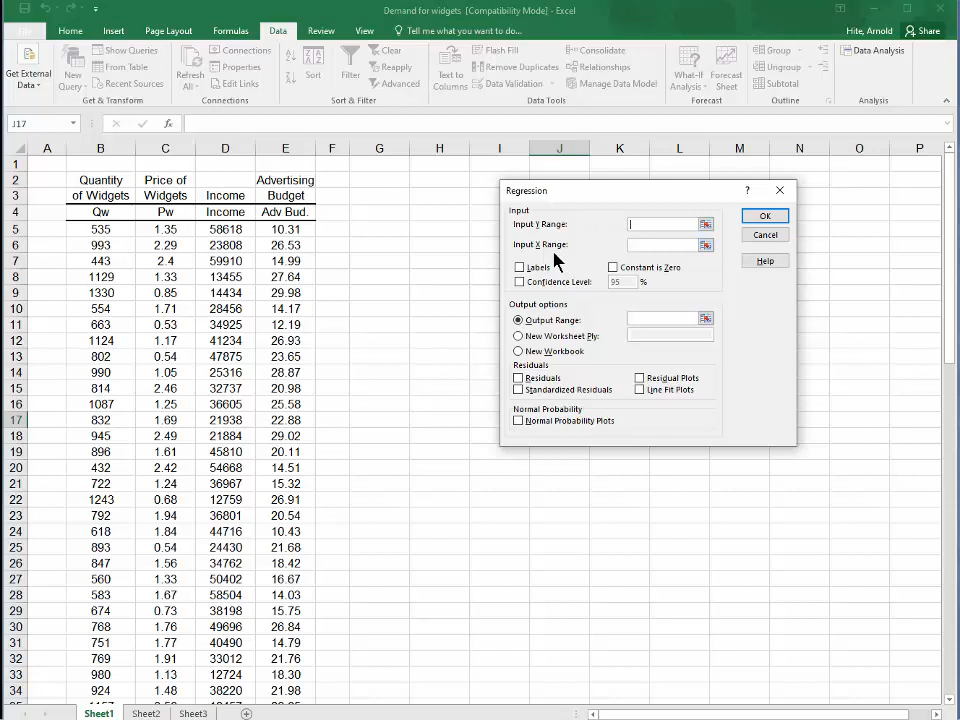 Demand for widgets [Compatibility Mode] - Excel
File Home Insert Page Layout Formulas Data Review View Tell me what you want to do... Hite, Arnold Share
Get External Data
New Query
Show Queries
From Table
Recent Sources
Get & Transform
Refresh All
Connections
Properties
Edit Links
Connections
Sort
Filter
Clear
Reapply
Advanced
Sort & Filter
Text to Columns
Flash Fill
Remove Duplicates
Data Validation
Consolidate
Relationships
Manage Data Model
Data Tools
What-If Analysis
Forecast Sheet
Forecast
Group
Ungroup
Subtotal
Outline
Data Analysis
Analysis
J17 fx
A B C D E F G H I J K L M N O P
1
2 Quantity Price of Advertising
3 of Widgets Widgets Income Budget
4 Qw Pw Income Adv Bud.
5 535 1.35 58618 10.31
6 993 2.29 23808 26.53
7 443 2.4 59910 14.99
8 1129 1.33 13455 27.64
9 1330 0.85 14434 29.98
10 554 1.71 28456 14.17
11 663 0.53 34925 12.19
12 1124 1.17 41234 26.93
13 802 0.54 47875 23.65
14 990 1.05 25316 28.87
15 814 2.46 32737 20.98
16 1087 1.25 36605 25.58
17 832 1.69 21938 22.88
18 945 2.49 21884 29.02
19 896 1.61 45810 20.11
20 432 2.42 54668 14.51
21 722 1.24 36967 15.32
22 1243 0.68 12759 26.91
23 792 1.94 36801 20.54
24 618 1.84 44716 10.43
25 893 0.54 24430 21.68
26 847 1.56 34762 18.42
27 560 1.33 50402 16.67
28 583 1.67 58504 14.03
29 674 0.73 38198 15.75
30 768 1.76 49696 26.84
31 751 1.77 40490 14.79
32 769 1.91 33012 21.76
33 980 1.13 12724 18.30
34 924 1.48 38220 21.98
Regression ?
Input
Input Y Range:
Input X Range:
Labels Constant is Zero
Confidence Level: 95 %
Output options
Output Range:
New Worksheet Ply:
New Workbook
Residuals
Residuals Residual Plots
Standardized Residuals Line Fit Plots
Normal Probability
Normal Probability Plots
OK
Cancel
Help
Sheet1 Sheet2 Sheet3